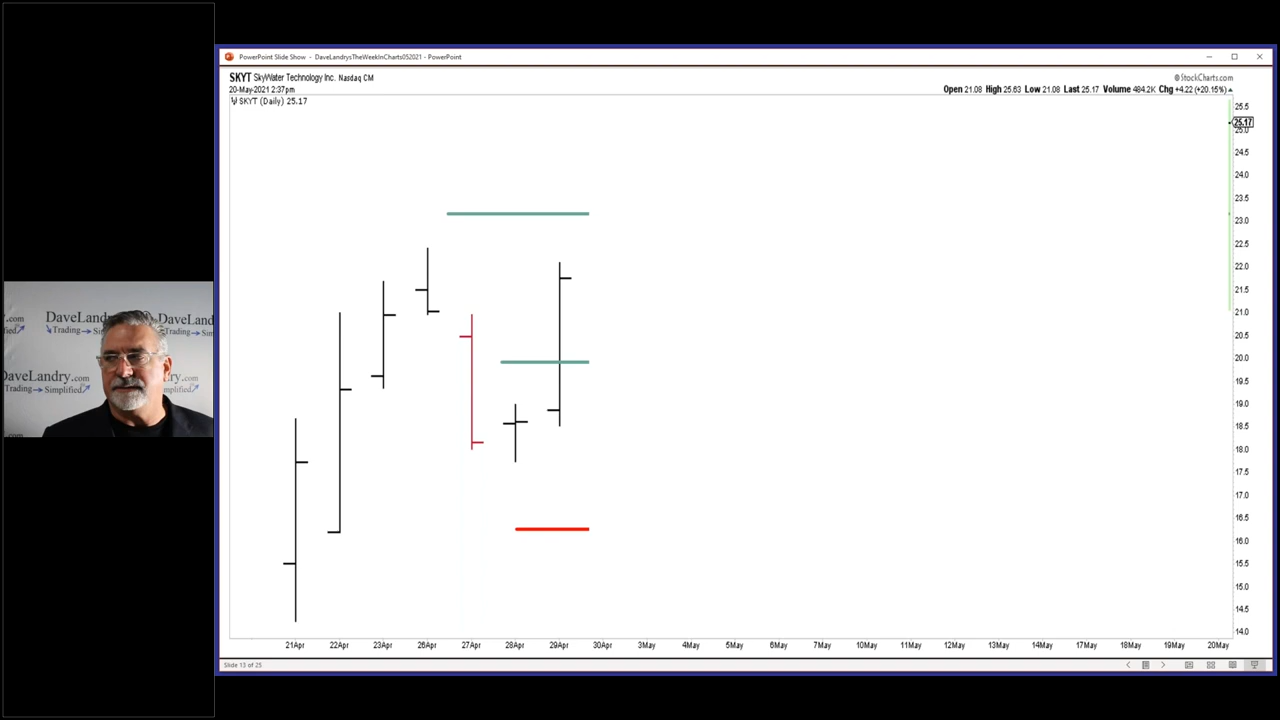 PowerPoint Slide Show - DaveLandrysTheWeekInCharts052021 - PowerPoint
SKYT SkyWater Technology Inc. Nasdaq CM
© StockCharts.com
20-May-2021 2:37pm
Open 21.08 High 25.63 Low 21.08 Last 25.17 Volume 484.2K Chg +4.22 (+20.15%)
SKYT (Daily) 25.17
25.5
25.17
25.0
24.5
24.0
23.5
23.0
22.5
22.0
21.5
21.0
20.5
20.0
19.5
19.0
18.5
18.0
17.5
17.0
16.5
16.0
15.5
15.0
14.5
14.0
21Apr 22Apr 23Apr 26Apr 27Apr 28Apr 29Apr 30Apr 3May 4May 5May 6May 7May 10May 11May 12May 13May 14May 17May 18May 19May 20May
Slide 13 of 25
.com
DaveLandry.com
DaveLand
Trading Simplified
DaveLandry.com
Trading Simplified